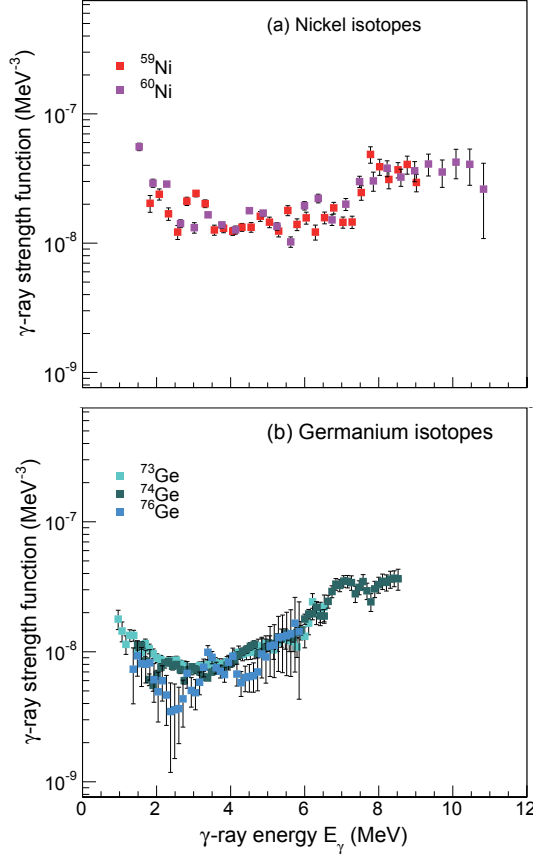 (a) Nickel isotopes
⁵⁹Ni
⁶⁰Ni
10⁻⁷
10⁻⁸
10⁻⁹
γ-ray strength function (MeV⁻³)
(b) Germanium isotopes
⁷³Ge
⁷⁴Ge
⁷⁶Ge
10⁻⁷
10⁻⁸
10⁻⁹
γ-ray strength function (MeV⁻³)
0 2 4 6 8 10 12
γ-ray energy E_γ (MeV)